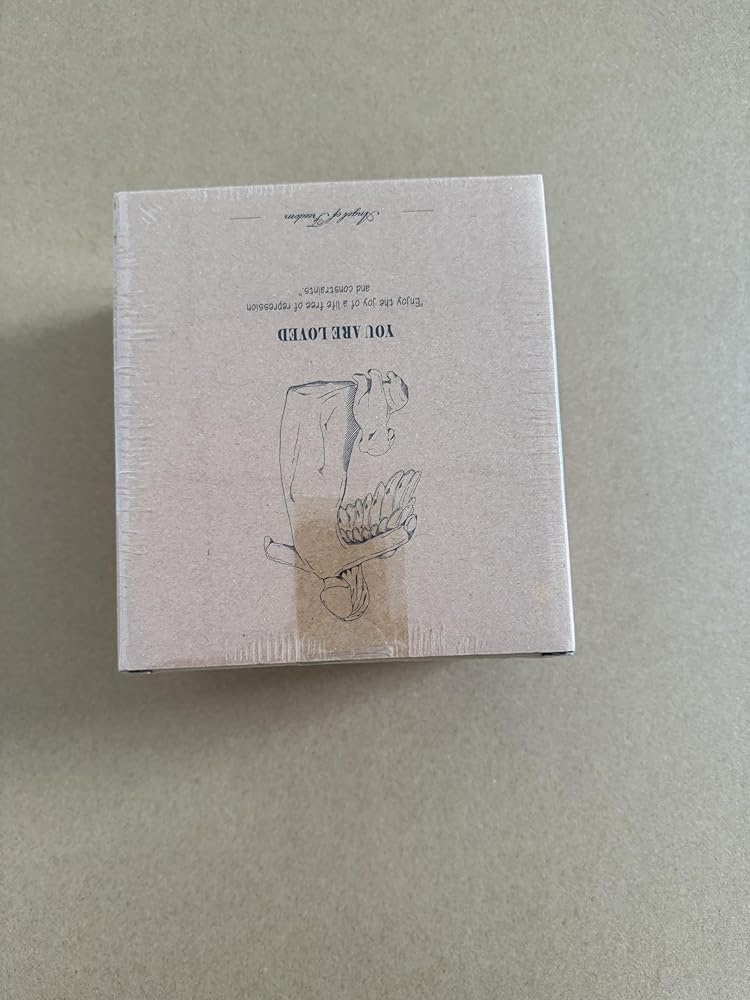 YOU ARE LOVED
"Enjoy the joy of a life free of repression
and constraints."
Angel of Freedom